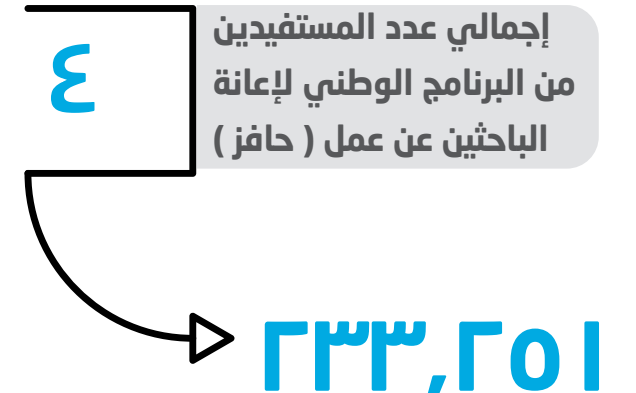 ٤
إجمالي عدد المستفيدين
من البرنامج الوطني لإعانة
الباحثين عن عمل ( حافز )
٢٣٣,٢٥١